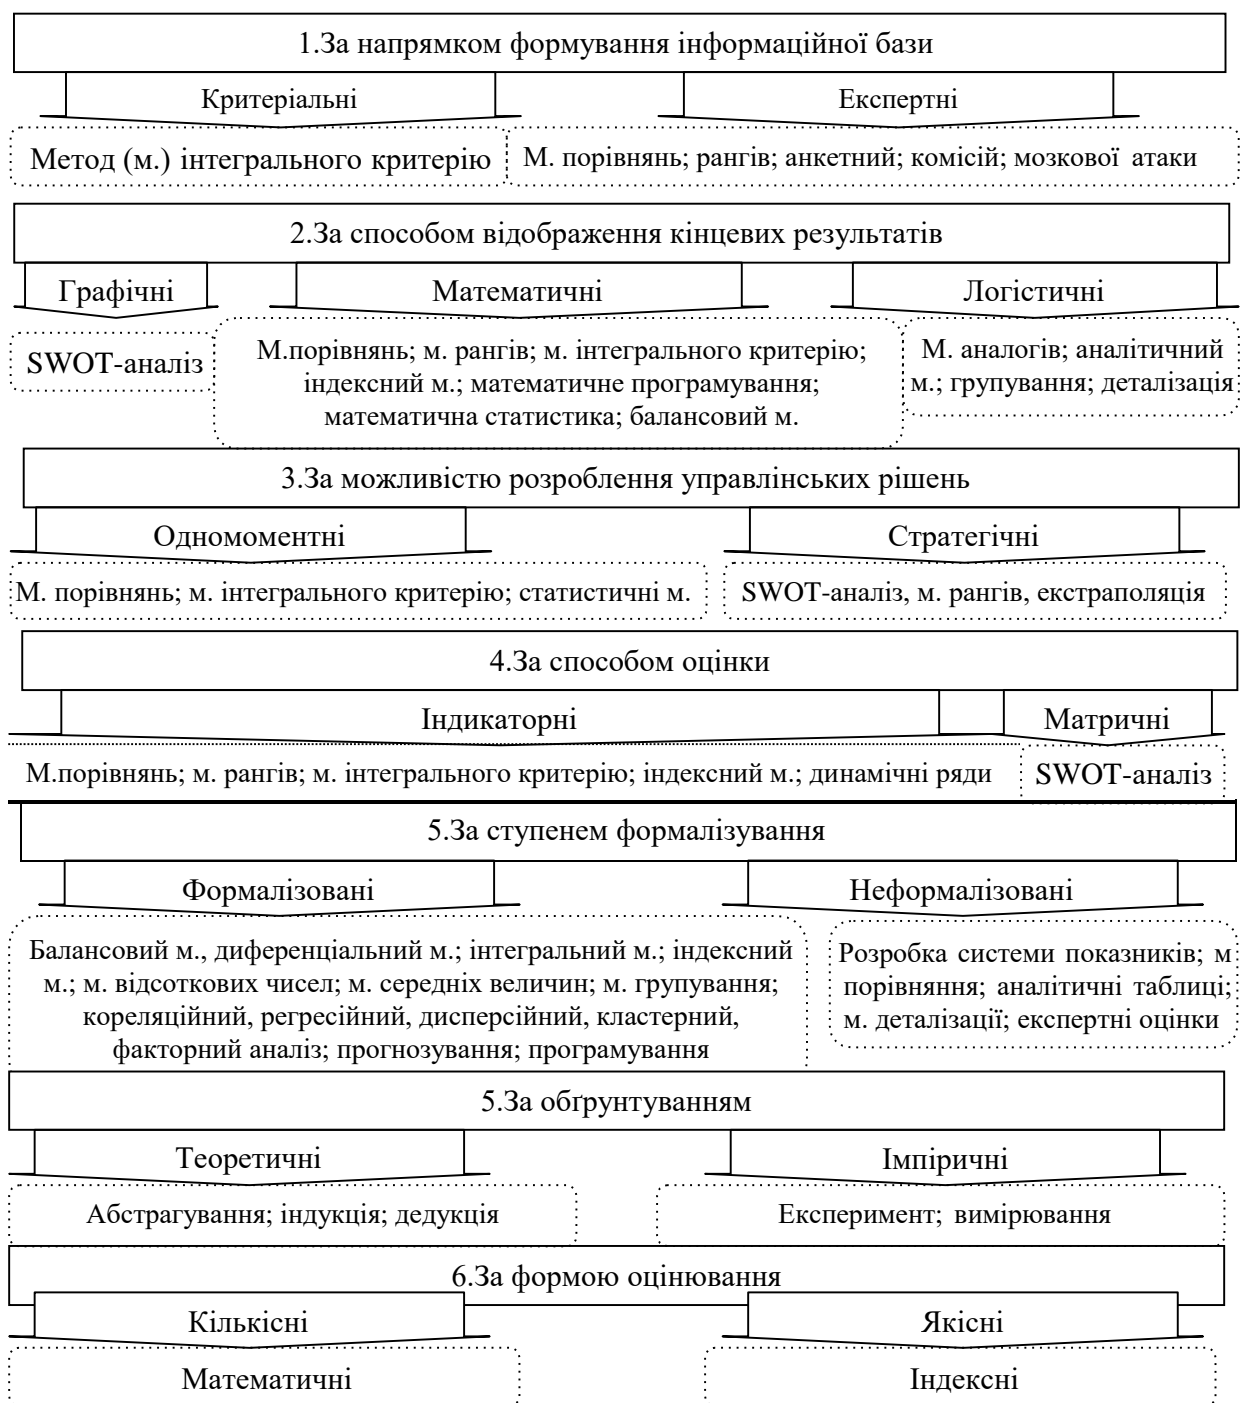 1.За напрямком формування інформаційної бази
Критеріальні
Експертні
Метод (м.) інтегрального критерію
М. порівнянь; рангів; анкетний; комісій; мозкової атаки
2.За способом відображення кінцевих результатів
Графічні
Математичні
Логістичні
SWOT-аналіз
М.порівнянь; м. рангів; м. інтегрального критерію;
індексний м.; математичне програмування;
математична статистика; балансовий м.
М. аналогів; аналітичний
м.; групування; деталізація
3.За можливістю розроблення управлінських рішень
Одномоментні
Стратегічні
М. порівнянь; м. інтегрального критерію; статистичні м.
SWOT-аналіз, м. рангів, екстраполяція
4.За способом оцінки
Індикаторні
Матричні
М.порівнянь; м. рангів; м. інтегрального критерію; індексний м.; динамічні ряди
SWOT-аналіз
5.За ступенем формалізування
Формалізовані
Неформалізовані
Балансовий м., диференціальний м.; інтегральний м.; індексний
м.; м. відсоткових чисел; м. середніх величин; м. групування;
кореляційний, регресійний, дисперсійний, кластерний,
факторний аналіз; прогнозування; програмування
Розробка системи показників; м
порівняння; аналітичні таблиці;
м. деталізації; експертні оцінки
5.За обґрунтуванням
Теоретичні
Імпіричні
Абстрагування; індукція; дедукція
Експеримент; вимірювання
6.За формою оцінювання
Кількісні
Якісні
Математичні
Індексні